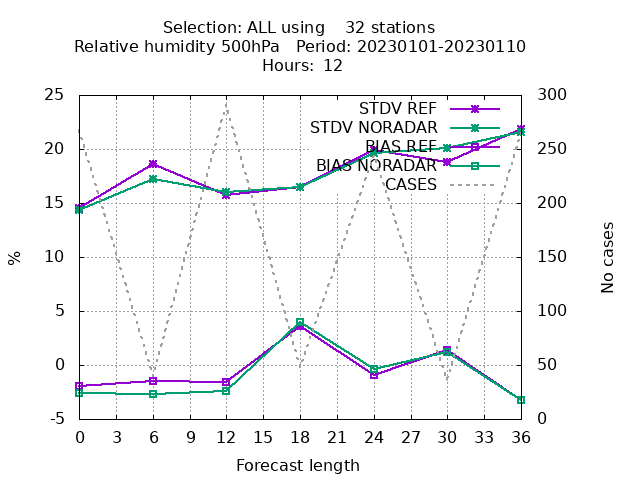 Selection: ALL using    32 stations
Relative humidity 500hPa   Period: 20230101-20230110
Hours:  12
25
20
15
10
5
0
-5
%
300
250
200
150
100
50
0
No cases
STDV REF
STDV NORADAR
BIAS REF
BIAS NORADAR
CASES
0 3 6 9 12 15 18 21 24 27 30 33 36
Forecast length